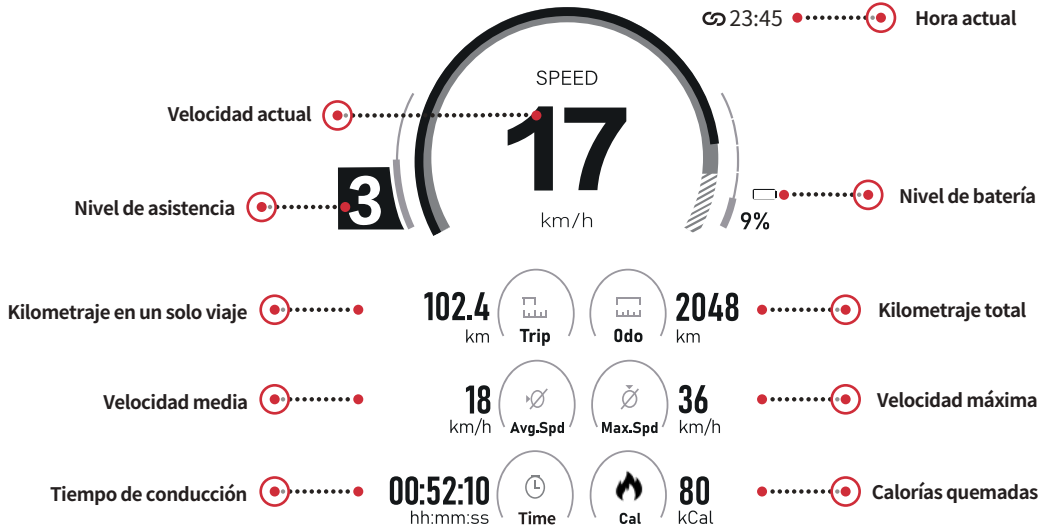 23:45
Hora actual
SPEED
Velocidad actual
17
km/h
3
Nivel de asistencia
Nivel de batería
9%
Kilometraje en un solo viaje
102.4
km
Trip
Odo
2048
km
Kilometraje total
Velocidad media
18
km/h
Avg.Spd
Max.Spd
36
km/h
Velocidad máxima
Tiempo de conducción
00:52:10
hh:mm:ss
Time
Cal
80
kCal
Calorías quemadas